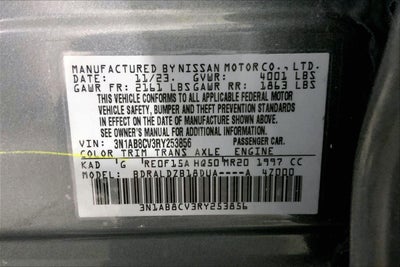 MANUFACTURED BY NISSAN MOTOR CO., LTD.
DATE: 11/23. GVWR: 4001 LBS
GAWR FR: 2161 LBS GAWR RR: 1863 LBS
THIS VEHICLE CONFORMS TO ALL APPLICABLE FEDERAL MOTOR
VEHICLE SAFETY, BUMPER AND THEFT PREVENTION STANDARDS
IN EFFECT ON THE DATE OF MANUFACTURE SHOWN ABOVE.
SEE OWNER'S MANUAL FOR ADDITIONAL INFORMATION
VIN: 3N1AB8CV3RY253856 PASSENGER CAR.
COLOR TRIM TRANS AXLE ENGINE
KAD G RE0F15A HQ50 MR20 1997 CC
BDRALDZB18DUA----A 4Z000
3N1AB8CV3RY253856